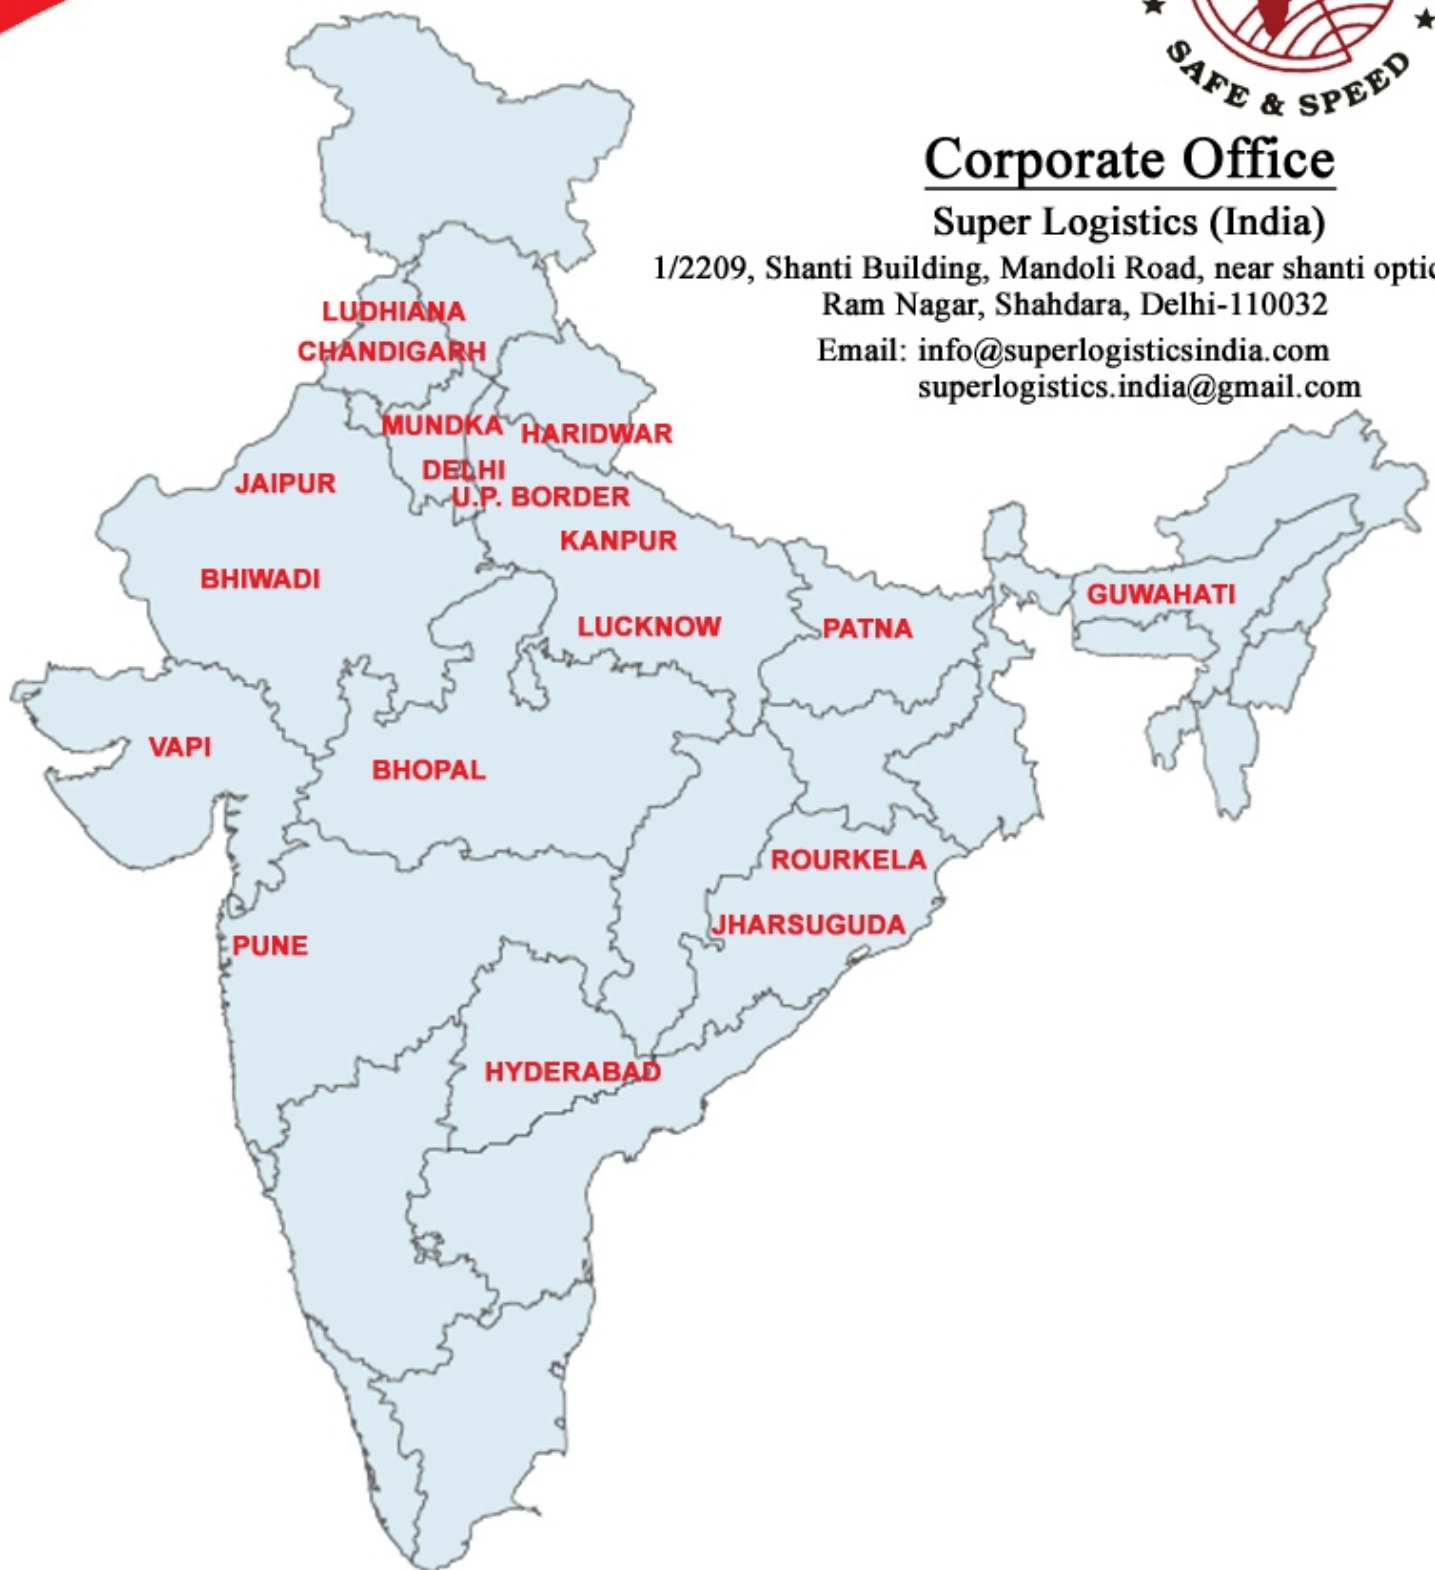 SAFE & SPEED
Corporate Office
Super Logistics (India)
1/2209, Shanti Building, Mandoli Road, near shanti
Ram Nagar, Shahdara, Delhi-110032
Email: info@superlogisticsindia.com
superlogistics.india@gmail.com
LUDHIANA
CHANDIGARH
MUNDKA
HARIDWAR
DELHI
JAIPUR
U.P. BORDER
KANPUR
BHIWADI
GUWAHATI
LUCKNOW
PATNA
VAPI
BHOPAL
ROURKELA
JHARSUGUDA
PUNE
HYDERABAD